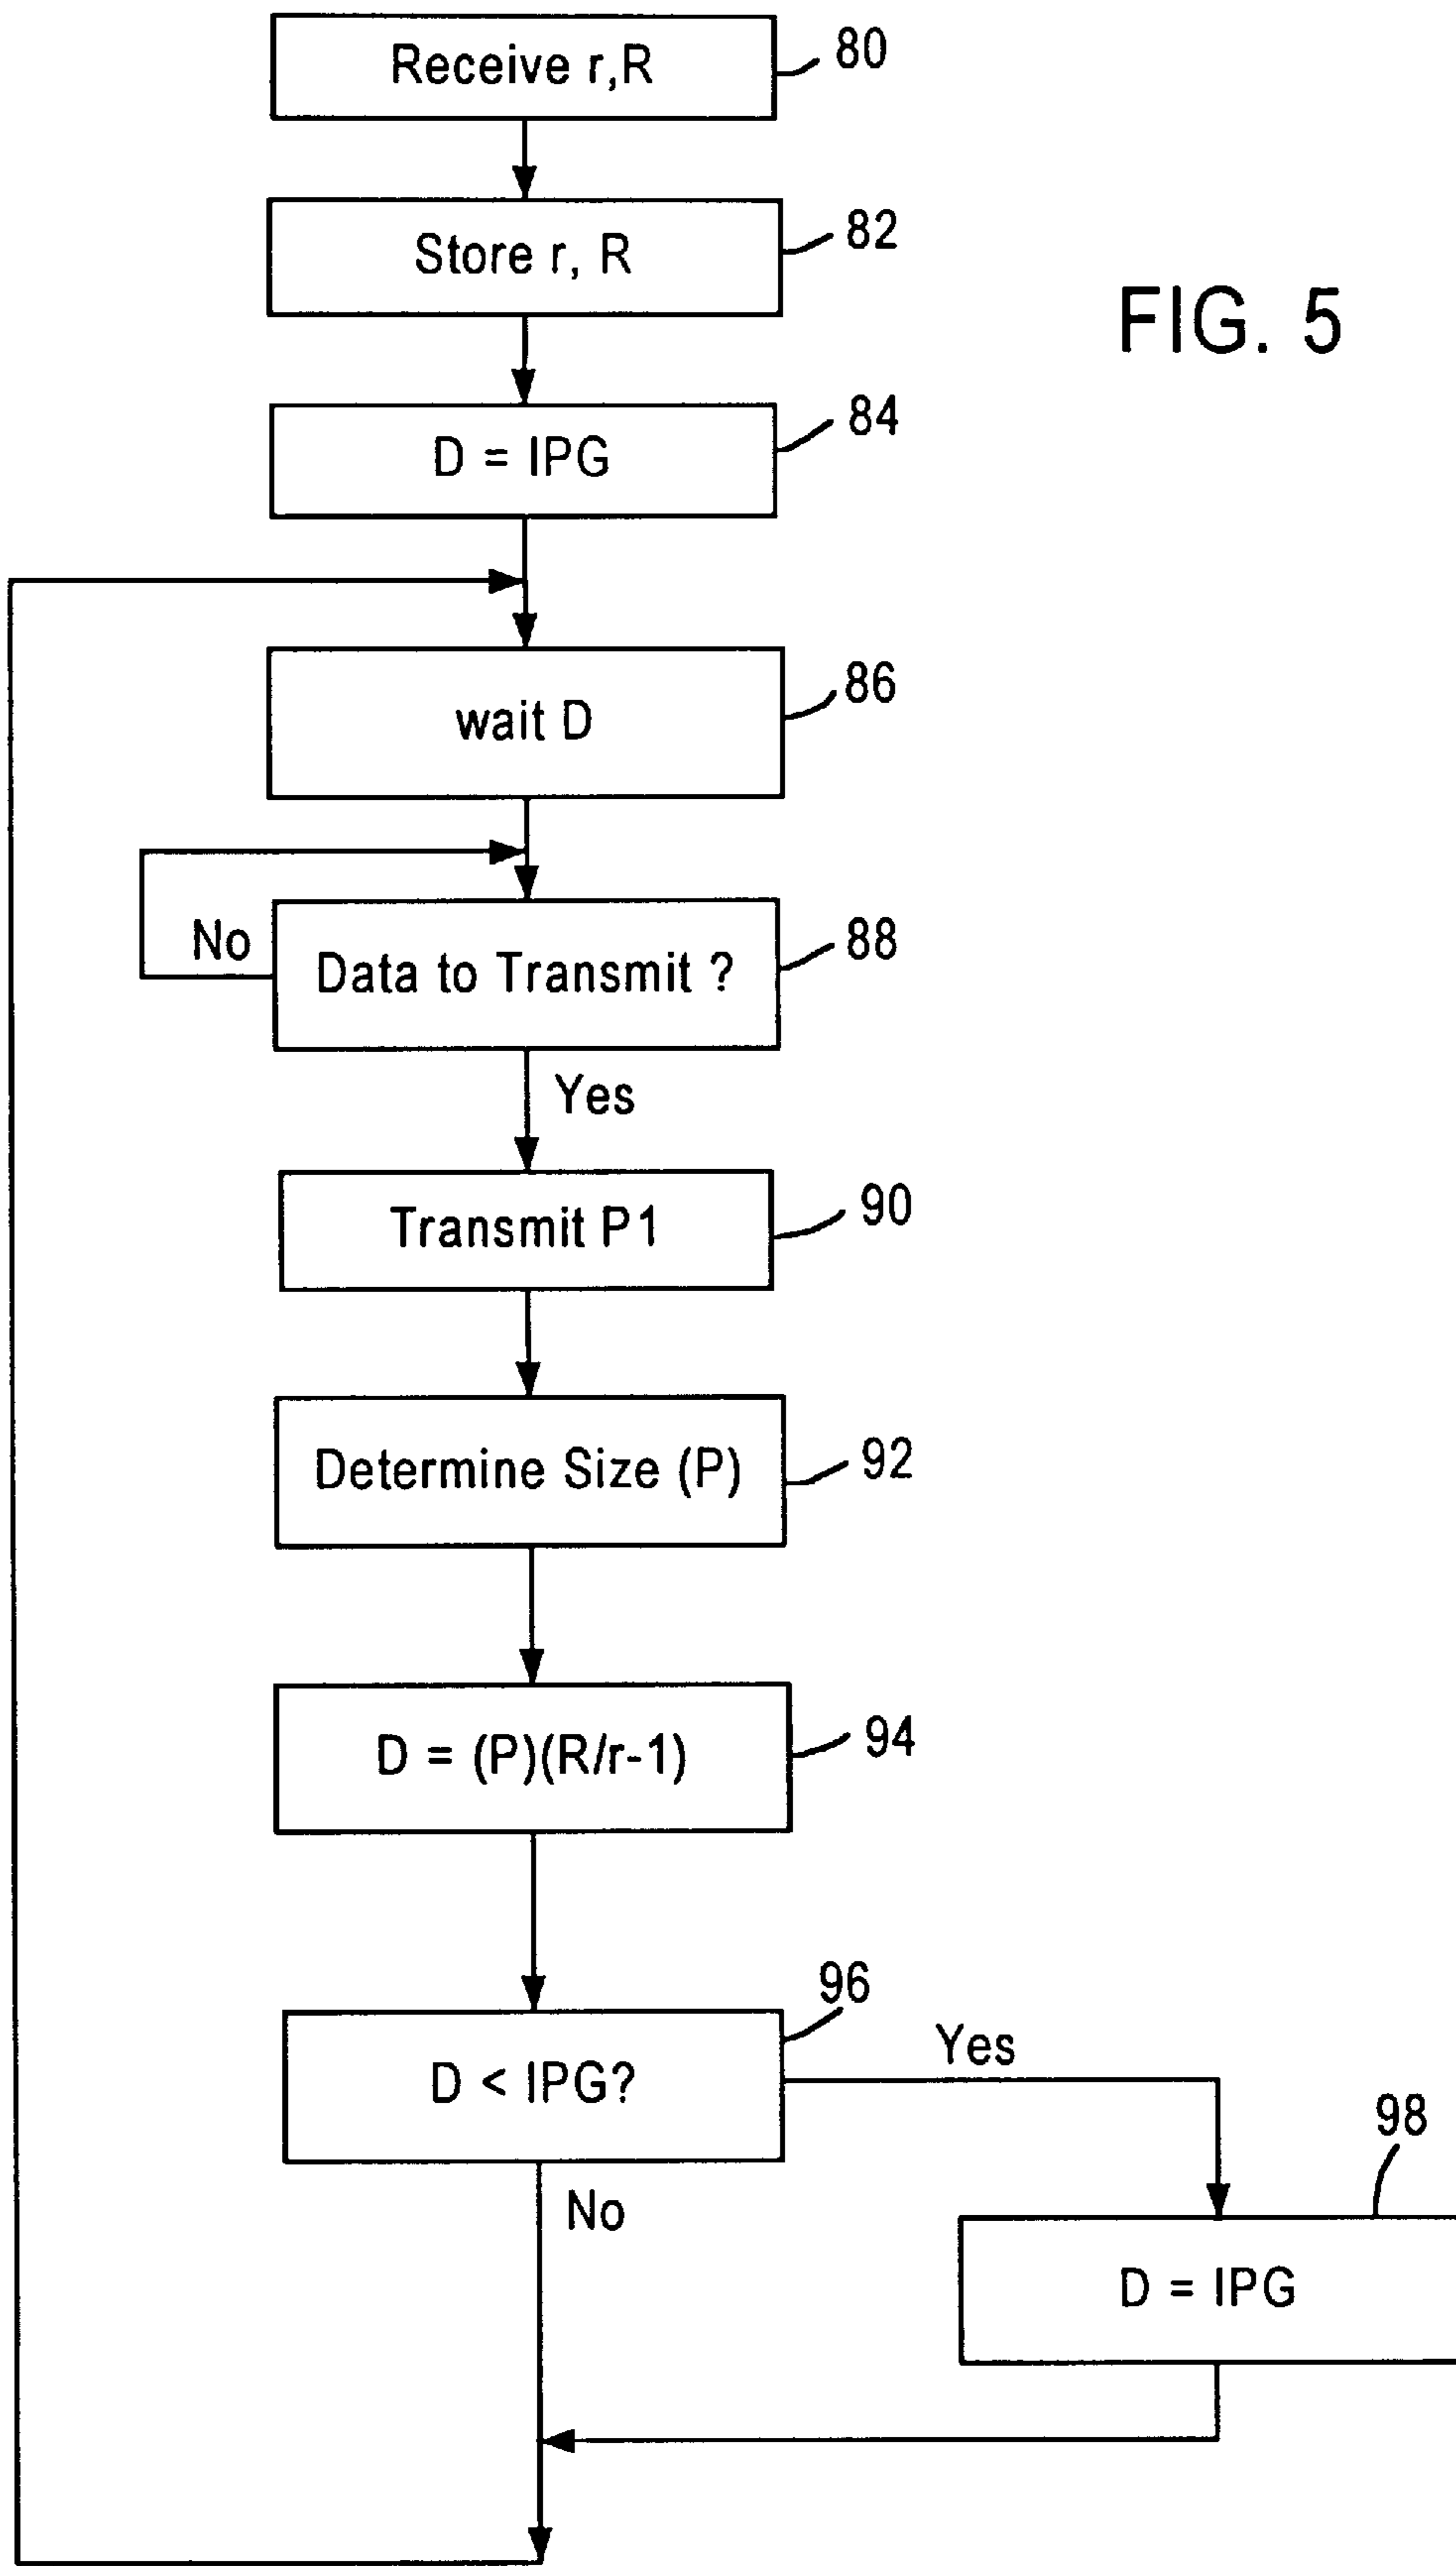 Receive r,R
80
Store r, R
82
FIG. 5
D = IPG
84
wait D
86
No
Data to Transmit ?
88
Yes
Transmit P1
90
Determine Size (P)
92
D = (P)(R/r-1)
94
D < IPG?
96
Yes
No
98
D = IPG